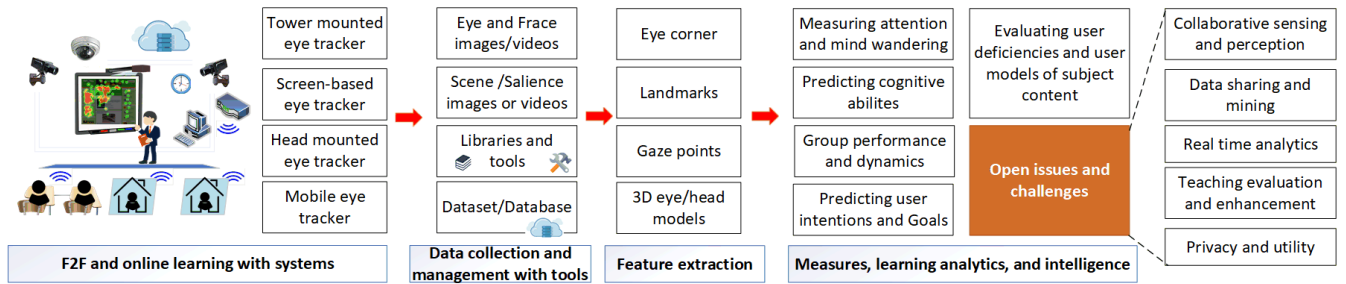 Tower mounted
eye tracker
Screen-based
eye tracker
Head mounted
eye tracker
Mobile eye
tracker
F2F and online learning with systems
Eye and Frace
images/videos
Scene /Salience
images or videos
Libraries and
tools
Dataset/Database
Data collection and
management with tools
Eye corner
Landmarks
Gaze points
3D eye/head
models
Feature extraction
Measuring attention
and mind wandering
Predicting cognitive
abilites
Group performance
and dynamics
Predicting user
intentions and Goals
Evaluating user
deficiencies and user
models of subject
content
Open issues and
challenges
Measures, learning analytics, and intelligence
Collaborative sensing
and perception
Data sharing and
mining
Real time analytics
Teaching evaluation
and enhancement
Privacy and utility